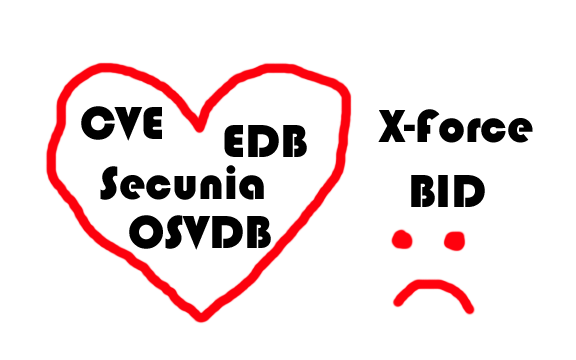 CVE
EDB
Secunia
OSVDB
X-Force
BID